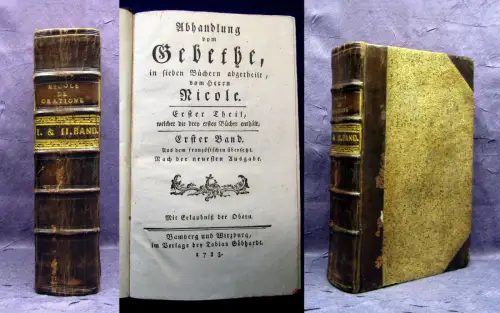 NICOLE
ORATIONE
I. & II. BAND.
Abhandlung
vom
Gebethe,
in sieben Büchern abgetheilt,
vom Herrn
Nicole.
Erster Theil,
welcher die drey ersten Bücher enthält.
Erster Band.
Aus dem französischen übersetzt.
Nach der neuesten Ausgabe.
Mit Erlaubniß der Obern.
Bamberg und Wirzburg,
im Verlage bey Tobias Göbhardt.
1783.
& II. BAND.